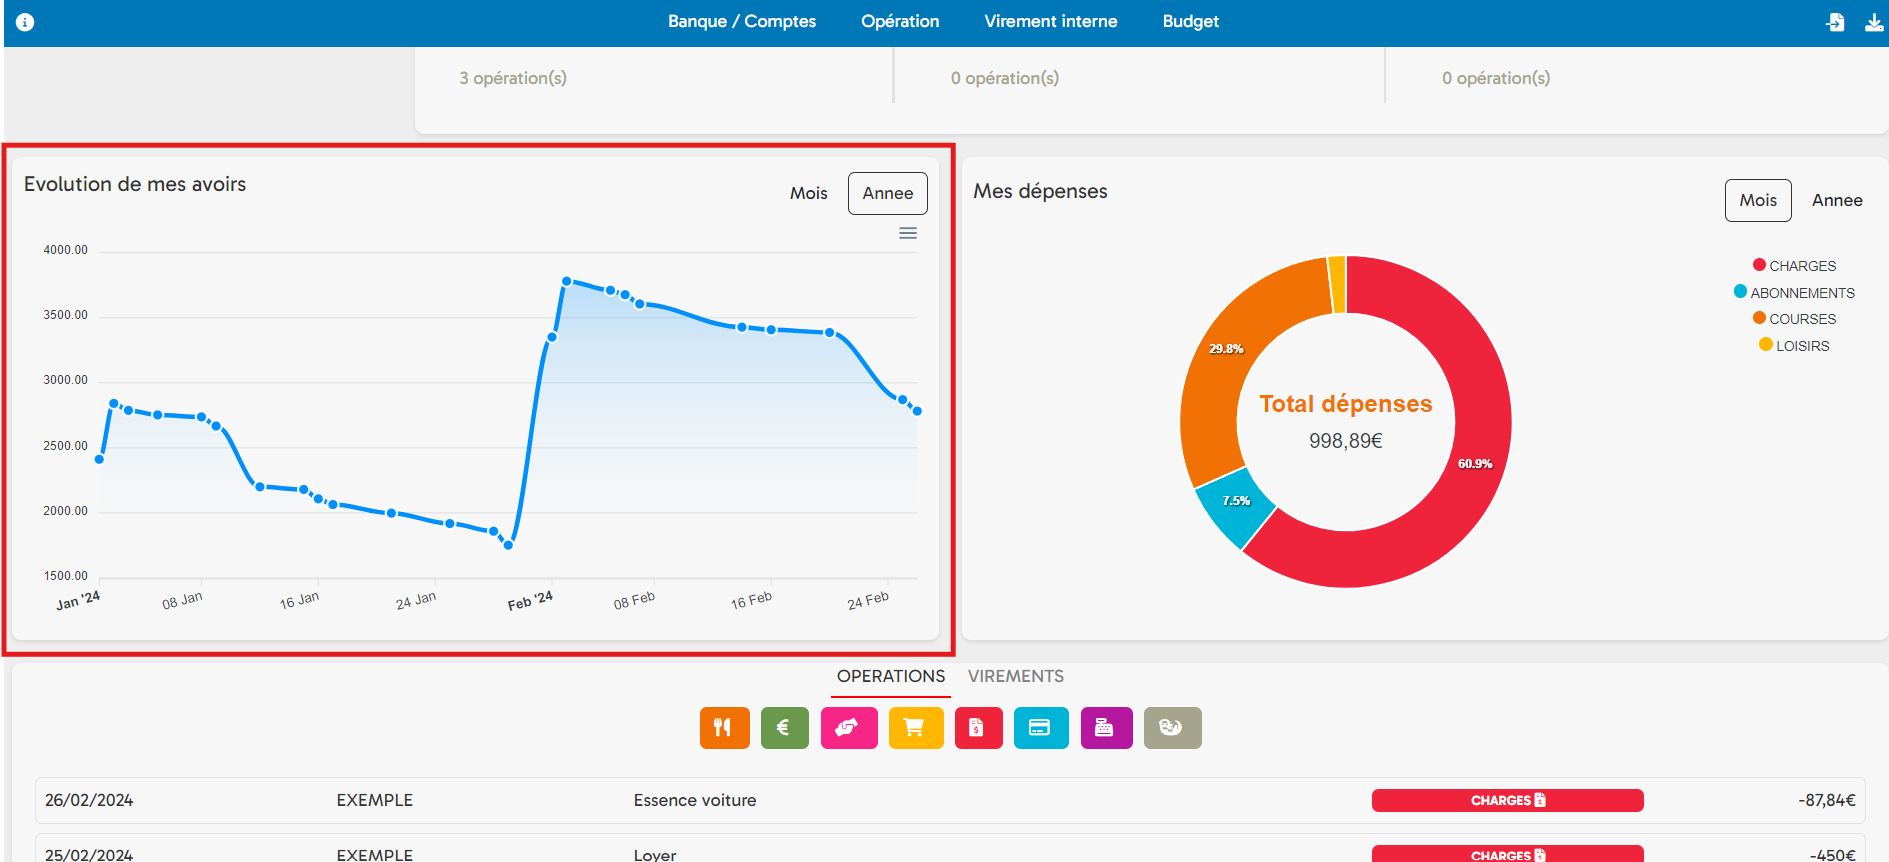 Banque / Comptes
Opération
Virement interne
Budget
3 opération(s)
0 opération(s)
0 opération(s)
Evolution de mes avoirs
Mois
Annee
4000.00
3500.00
3000.00
2500.00
2000.00
1500.00
Jan '24
08 Jan
16 Jan
24 Jan
Feb '24
08 Feb
16 Feb
24 Feb
Mes dépenses
Mois
Annee
CHARGES
ABONNEMENTS
COURSES
LOISIRS
29.8%
7.5%
60.9%
Total dépenses
998,89€
OPERATIONS
VIREMENTS
26/02/2024
EXEMPLE
Essence voiture
CHARGES
-87,84€
25/02/2024
EXEMPLE
Loyer
CHARGES
-450€